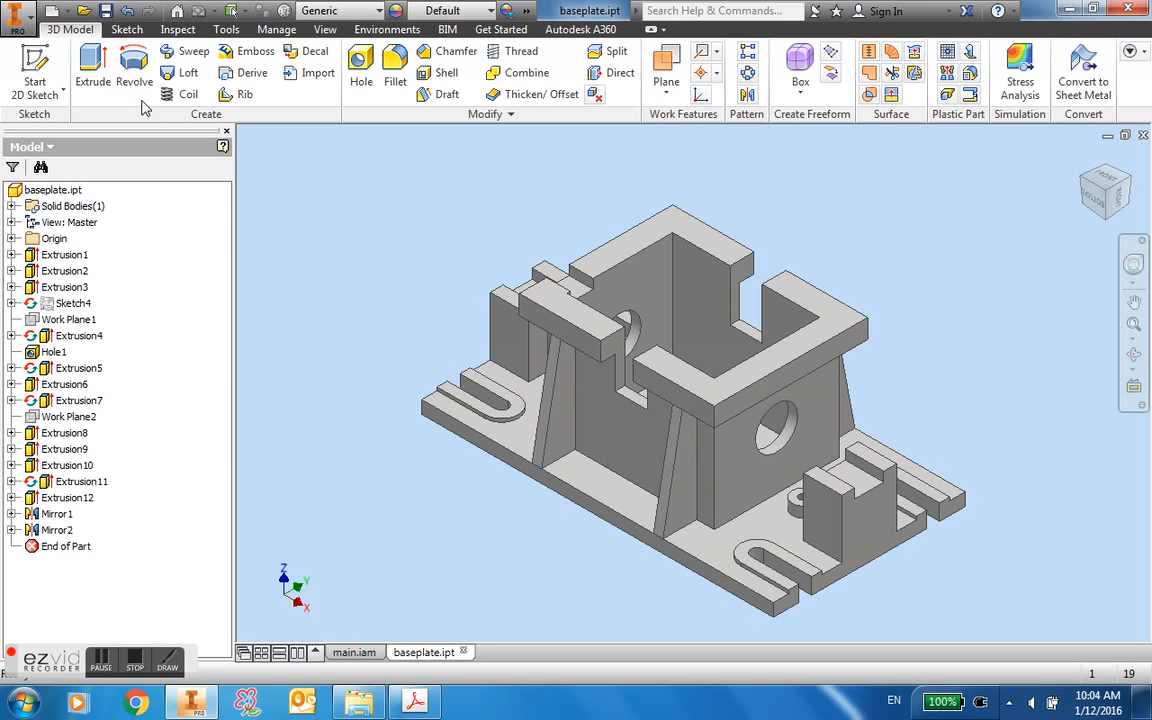 Generic
Default
baseplate.ipt
Search Help & Commands...
Sign In
PRO
3D Model
Sketch
Inspect
Tools
Manage
View
Environments
BIM
Get Started
Autodesk A360
Start
2D Sketch
Extrude
Revolve
Sweep
Loft
Coil
Emboss
Derive
Rib
Decal
Import
Hole
Fillet
Chamfer
Shell
Draft
Thread
Combine
Thicken/ Offset
Split
Direct
Plane
Box
Stress
Analysis
Convert to
Sheet Metal
Sketch
Create
Modify
Work Features
Pattern
Create Freeform
Surface
Plastic Part
Simulation
Convert
Model
baseplate.ipt
Solid Bodies(1)
View: Master
Origin
Extrusion1
Extrusion2
Extrusion3
Sketch4
Work Plane1
Extrusion4
Hole1
Extrusion5
Extrusion6
Extrusion7
Work Plane2
Extrusion8
Extrusion9
Extrusion10
Extrusion11
Extrusion12
Mirror1
Mirror2
End of Part
FRONT
RIGHT
BOTTOM
Z
Y
X
main.iam
baseplate.ipt
ezvid
RECORDER
PAUSE
STOP
DRAW
1
19
PRO
EN
100%
10:04 AM
1/12/2016